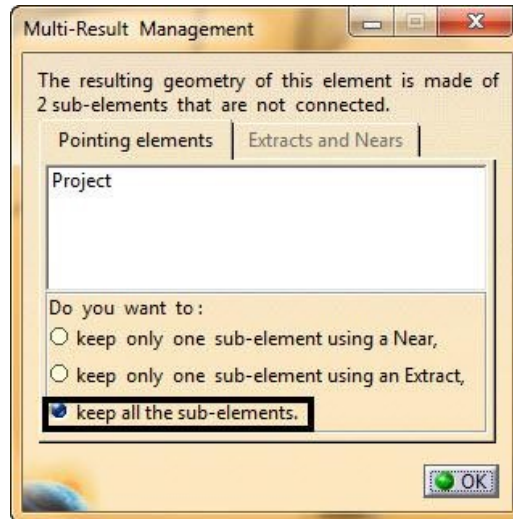 Multi-Result Management
The resulting geometry of this element is made of
2 sub-elements that are not connected.
Pointing elements
Extracts and Nears
Project
Do you want to:
keep only one sub-element using a Near,
keep only one sub-element using an Extract,
keep all the sub-elements.
OK